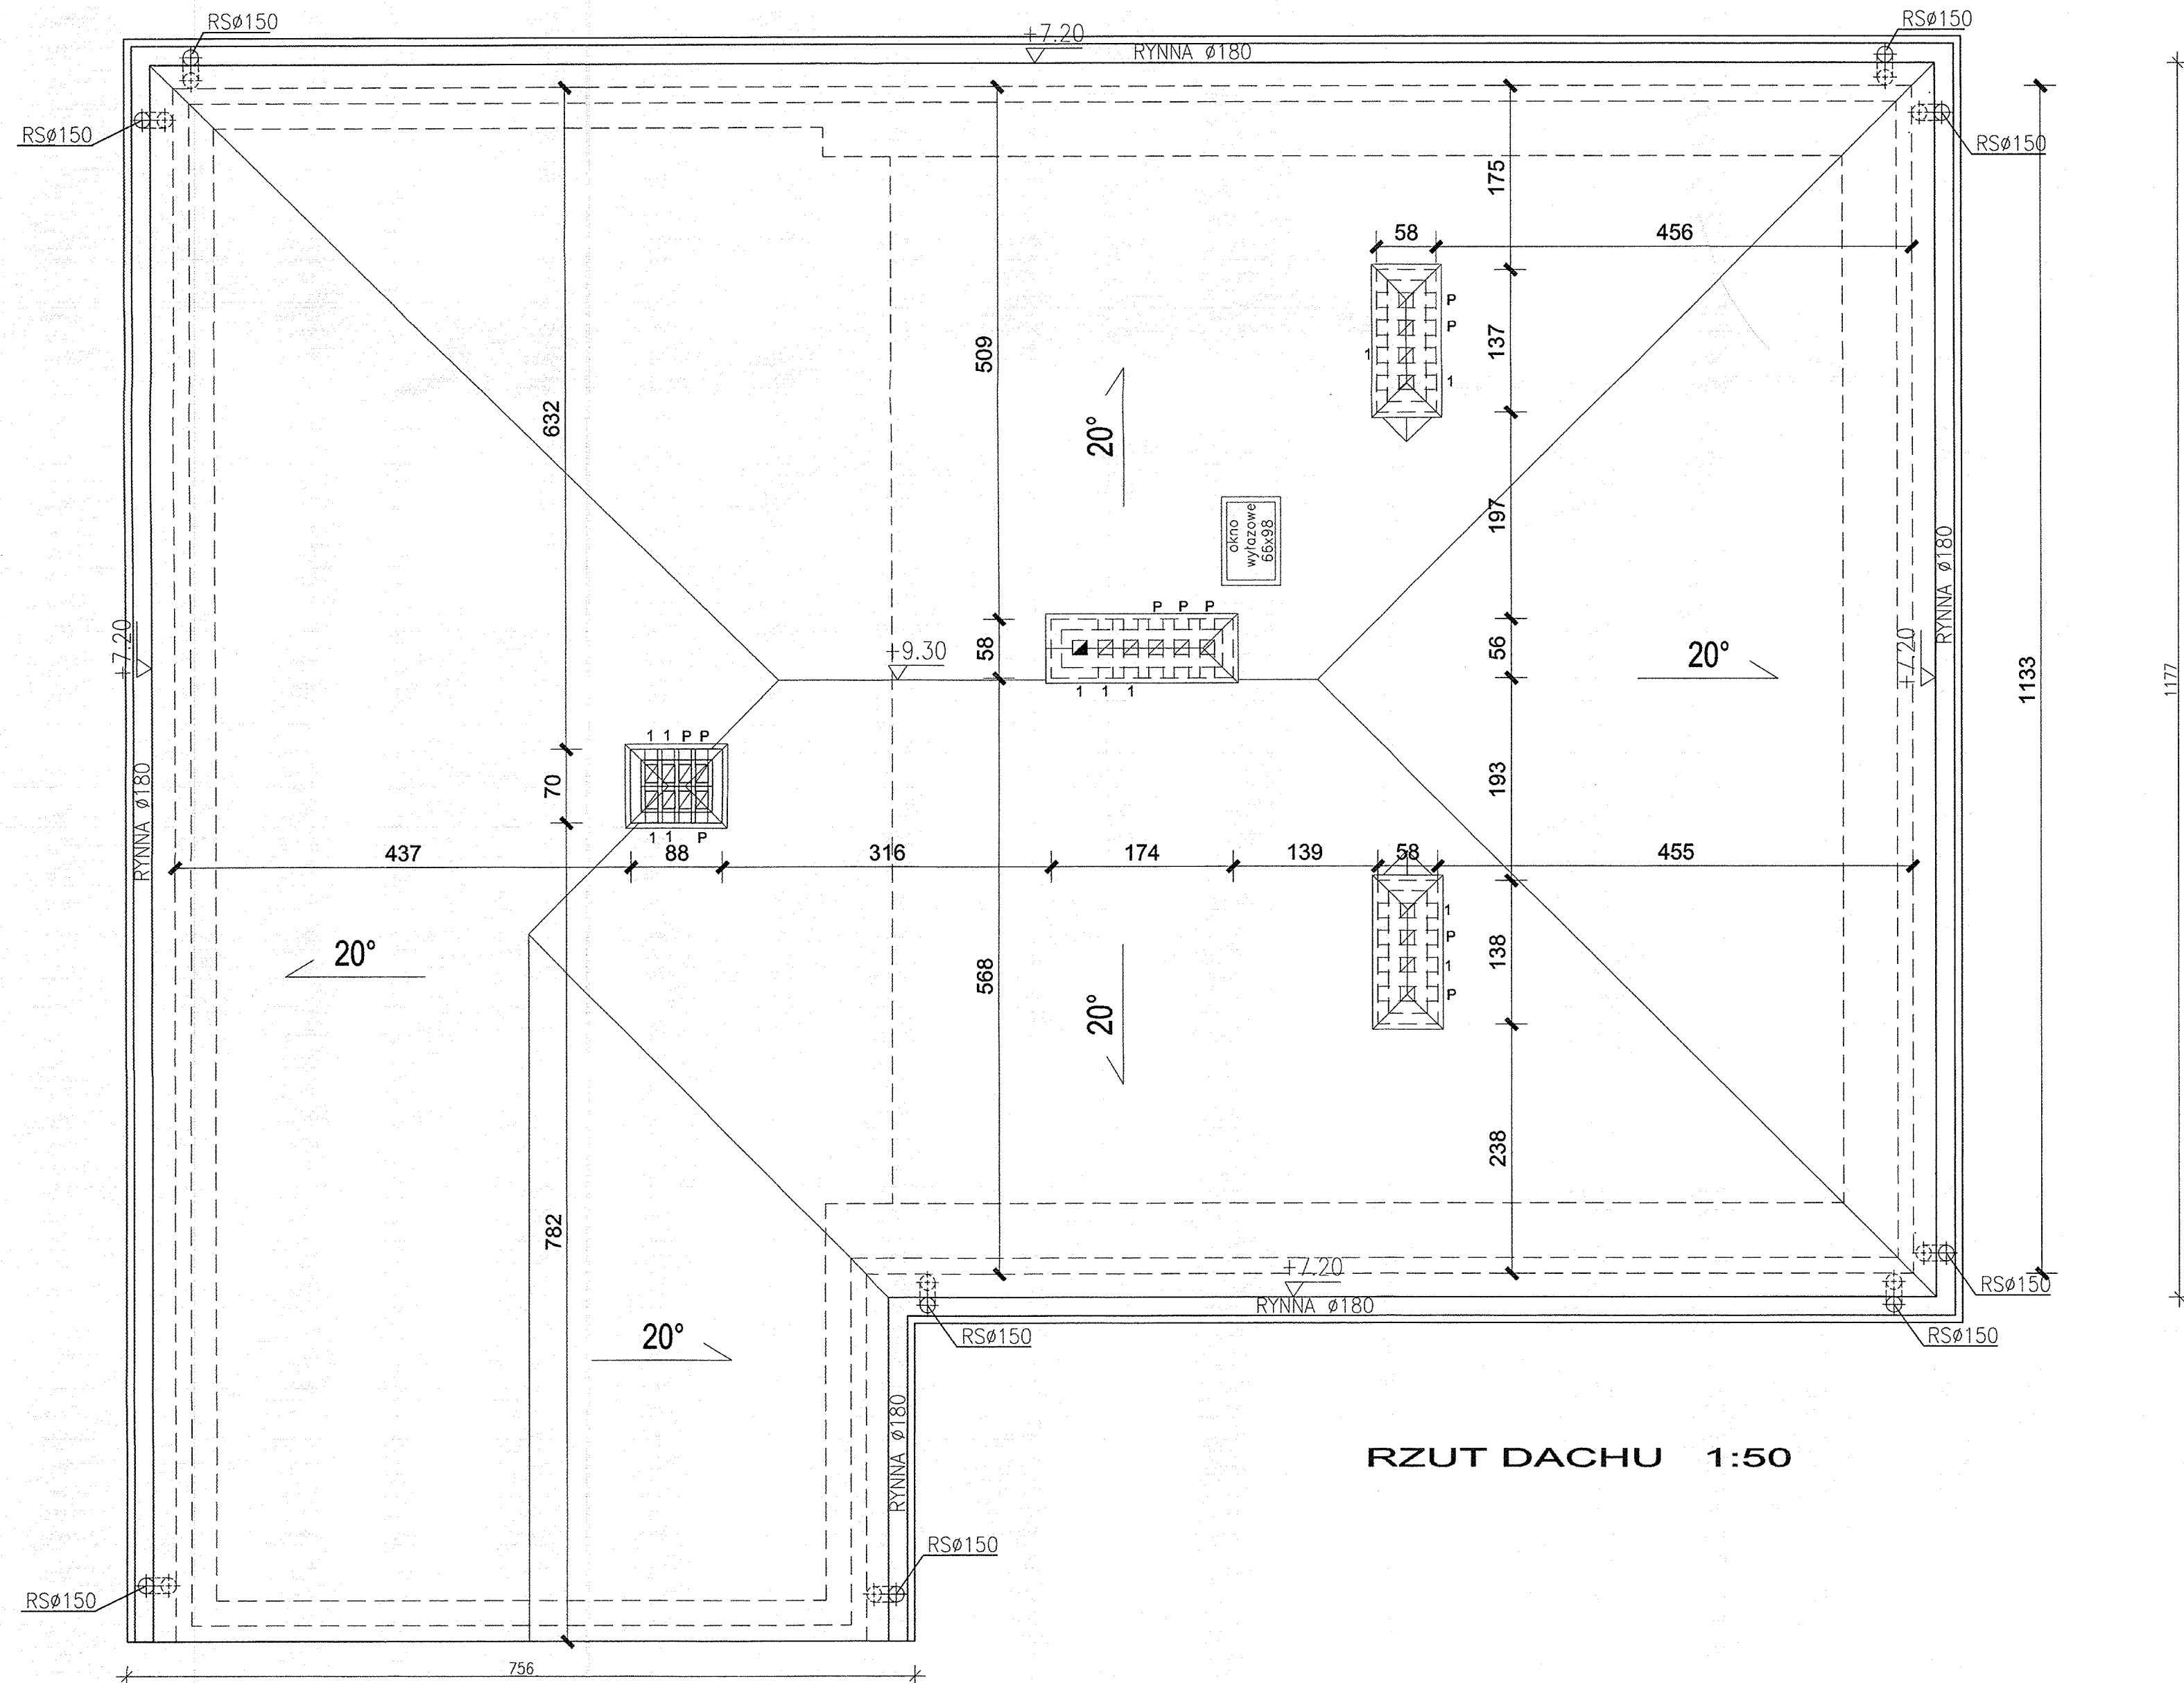 RSø150
+7.20
RYNNA ø180
RSø150
RSø150
RSø150
175
58
456
632
509
137
P
P
1
1
20°
197
okno
wyłazowe
66x98
RYNNA ø180
P P P
58
56
+7.20
+9.30
20°
+7.20
1133
1177
1 1 1
1 1 P P
70
193
RYNNA ø180
1 1 P
437
88
316
174
139
58
455
1
P
1
P
138
20°
568
20°
238
782
+7.20
RYNNA ø180
RSø150
RSø150
RSø150
20°
RYNNA ø180
RZUT DACHU 1:50
RSø150
RSø150
756